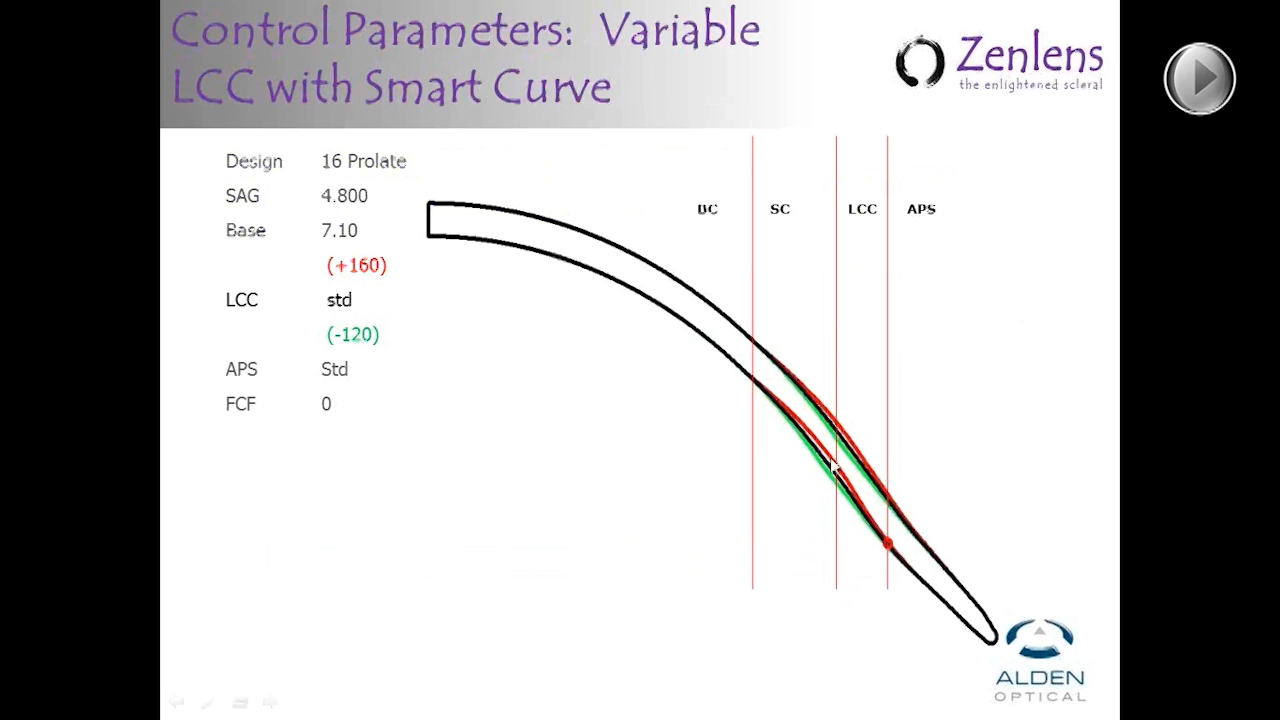 Control Parameters: Variable
LCC with Smart Curve
Zenlens
the enlightened scleral
Design 16 Prolate
SAG 4.800
Base 7.10
(+160)
LCC std
(-120)
APS Std
FCF 0
BC SC LCC APS
ALDEN
OPTICAL